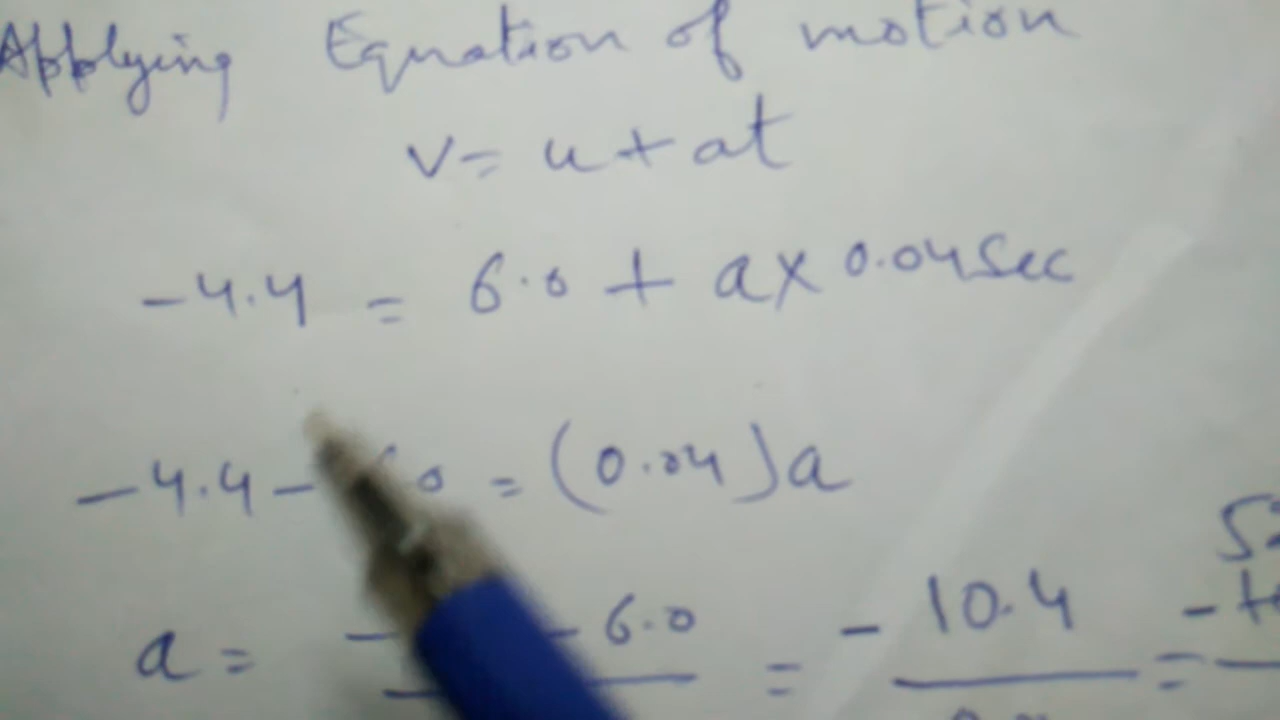 Applying Equation of motion
v = u + at
-4.4 = 6.0 + a x 0.04 sec
-4.4 - 0 = (0.04) a
a = - - 6.0 = - 10.4 = -